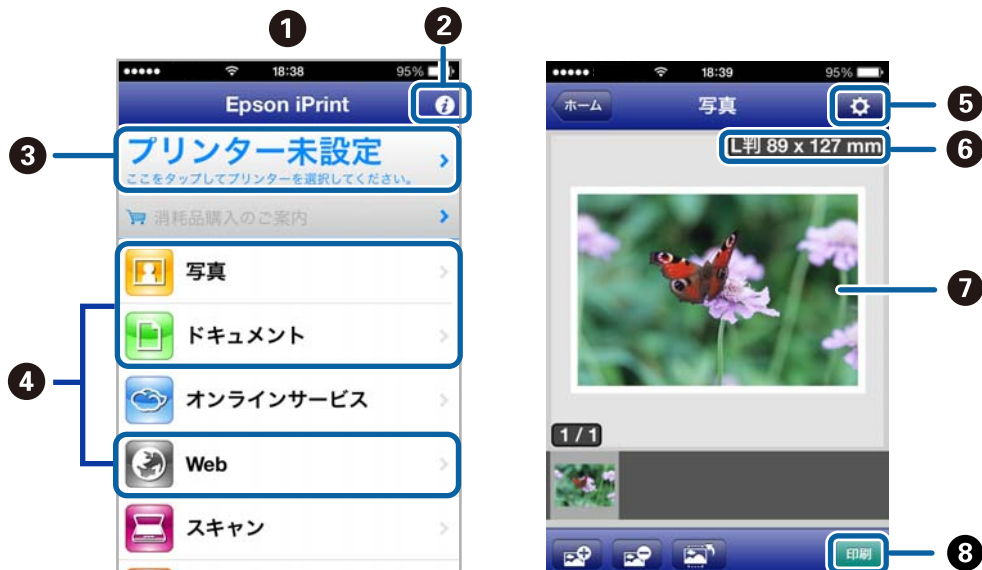 1
2
18:38
95%
Epson iPrint
i
3
プリンター未設定
ここをタップしてプリンターを選択してください。
消耗品購入のご案内
写真
ドキュメント
4
オンラインサービス
Web
スキャン
18:39
95%
ホーム
写真
5
L判 89 x 127 mm
6
7
1 / 1
印刷
8